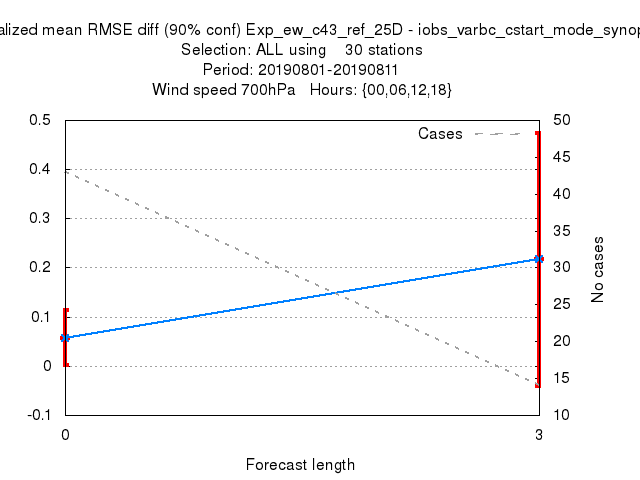 alized mean RMSE diff (90% conf) Exp_ew_c43_ref_25D - iobs_varbc_cstart_mode_synop
Selection: ALL using    30 stations
Period: 20190801-20190811
Wind speed 700hPa   Hours: {00,06,12,18}
Cases
0.5
0.4
0.3
0.2
0.1
0
-0.1
50
45
40
35
30
25
20
15
10
No cases
0
3
Forecast length